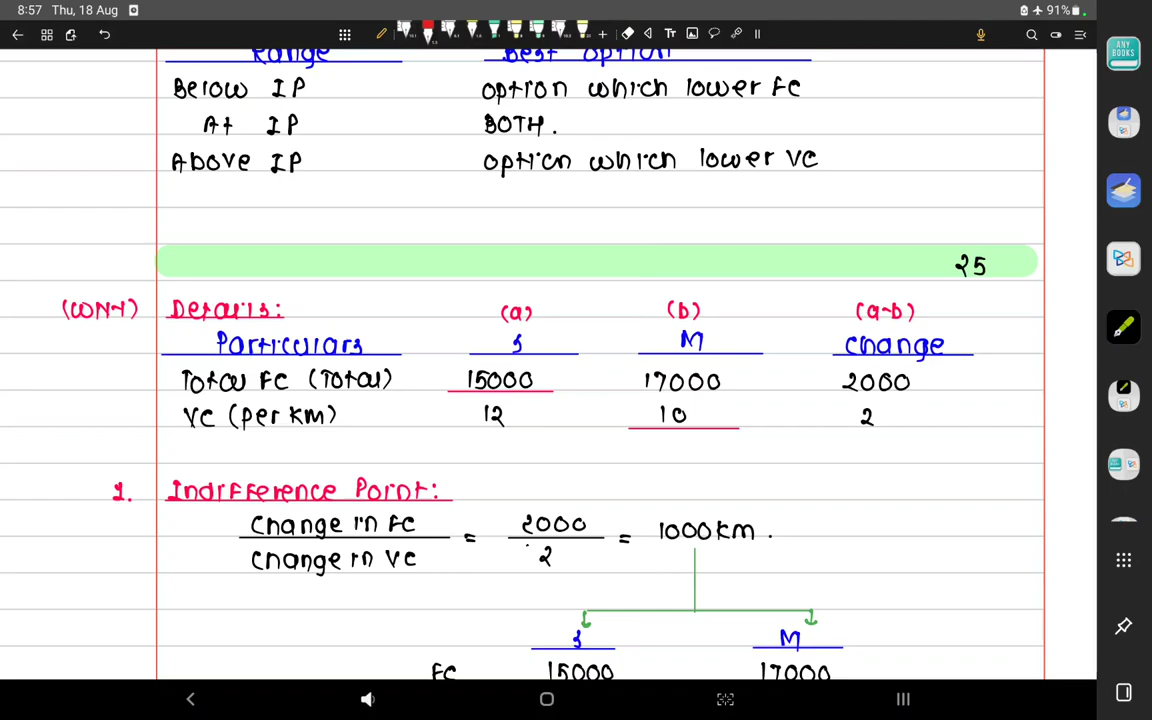 8:57 Thu, 18 Aug 91%
Range Best option
Below IP option which lower FC
At IP BOTH.
Above IP option which lower VC
25
(CONT) Details: (a) (b) (a-b)
Particulars S M change
Total FC (Total) 15000 17000 2000
VC (per km) 12 10 2
1. Indifference Point:
Change in FC = 2000 = 1000 km.
Change in VC 2
S M
FC 15000 17000
ANY BOOKS